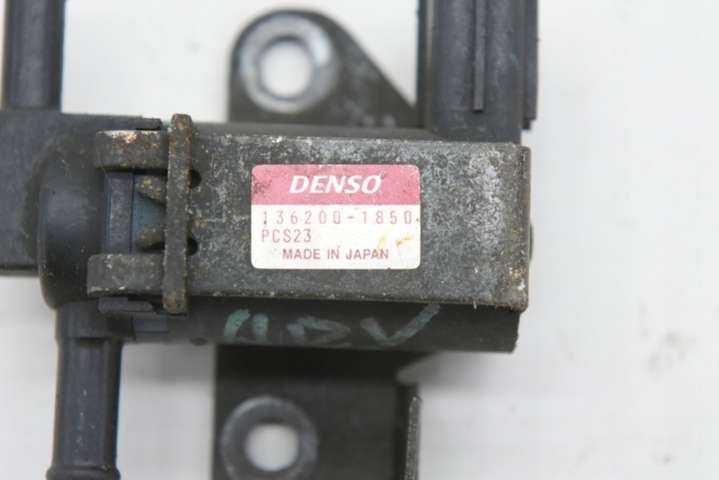 DENSO
136200-1850
PCS23
MADE IN JAPAN